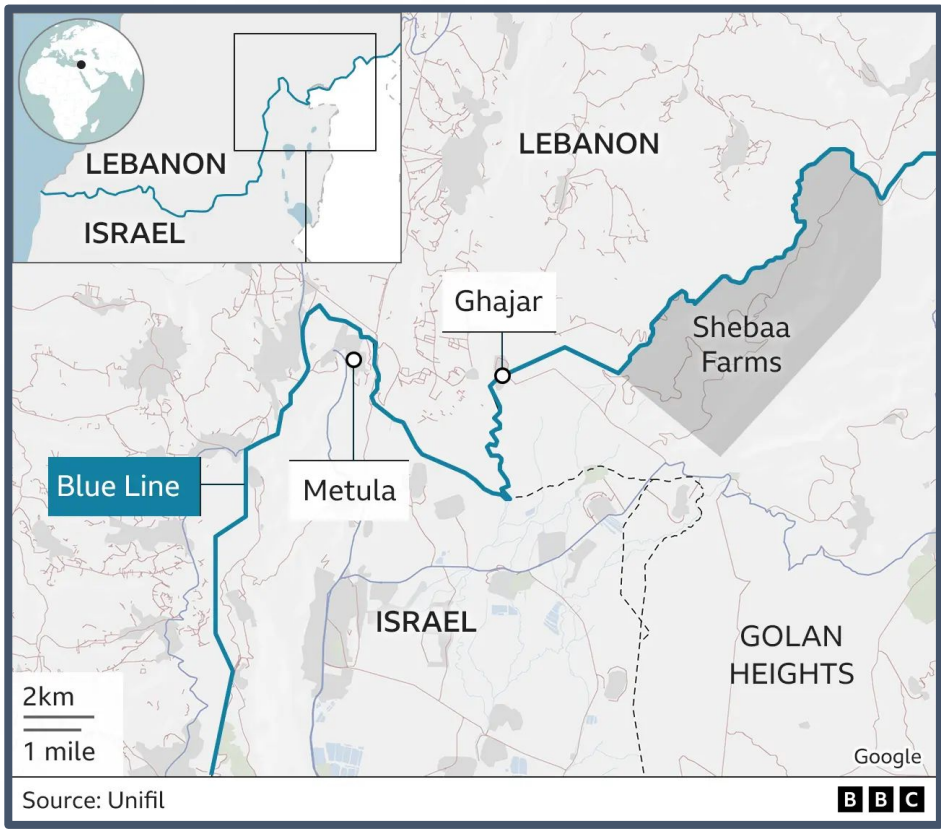 LEBANON
ISRAEL
LEBANON
Ghajar
Shebaa
Farms
Blue Line
Metula
ISRAEL
GOLAN
HEIGHTS
2km
1 mile
Google
Source: Unifil
BBC